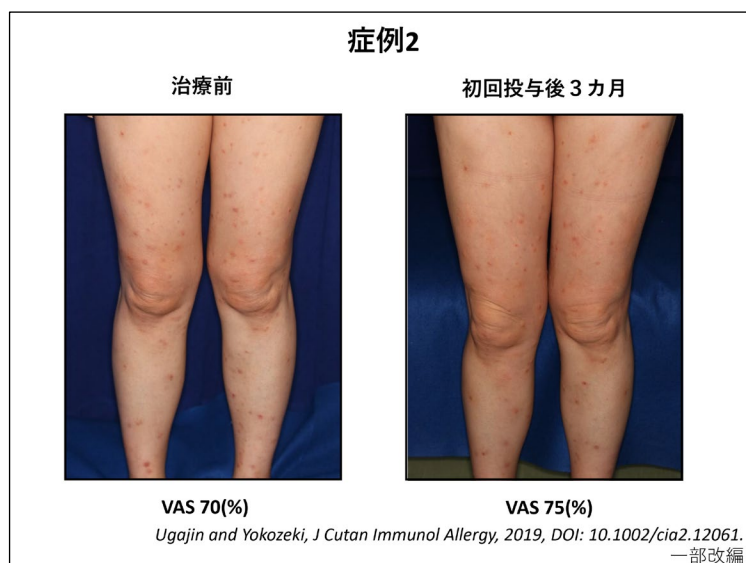 症例2
治療前
初回投与後３カ月
VAS 70(%)
VAS 75(%)
Ugajin and Yokozeki, J Cutan Immunol Allergy, 2019, DOI: 10.1002/cia2.12061.
一部改編